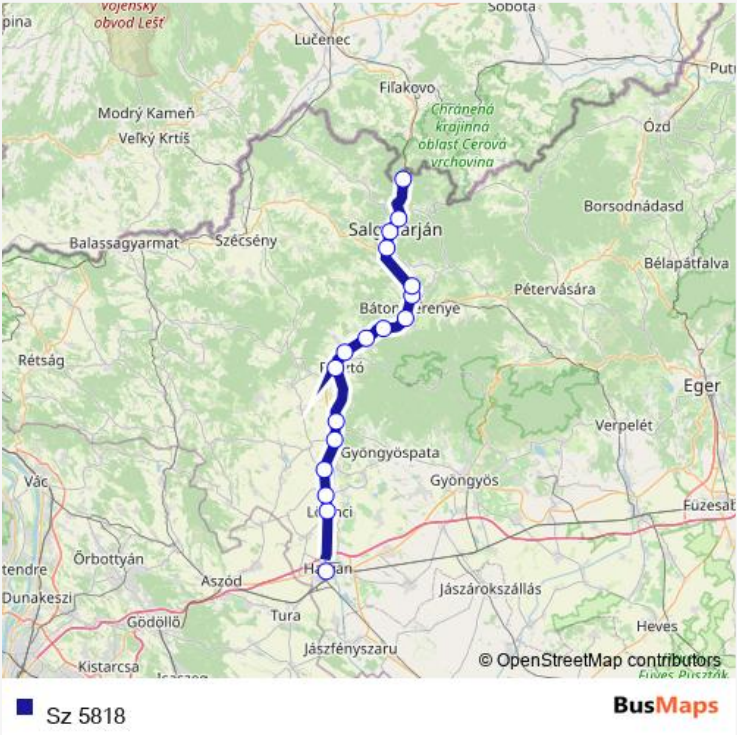 pina
Vojenský
obvod Lešť
Sobota
Lučenec
Putn
Fiľakovo
Modrý Kameň
Chránená
krajinná
oblasť Cerová
vrchovina
Veľký Krtíš
Ózd
Borsodnádasd
Balassagyarmat
Szécsény
Bélapátfalva
Pétervására
Rétság
Eger
Verpelét
Gyöngyöspata
Vác
Gyöngyös
Füzesab
Örbottyán
tendre
Aszód
Jászárokszállás
Dunakeszi
Gödöllő
Tura
Heves
Jászfényszaru
Kistarcsa
© OpenStreetMap contributors
Sz 5818
BusMaps